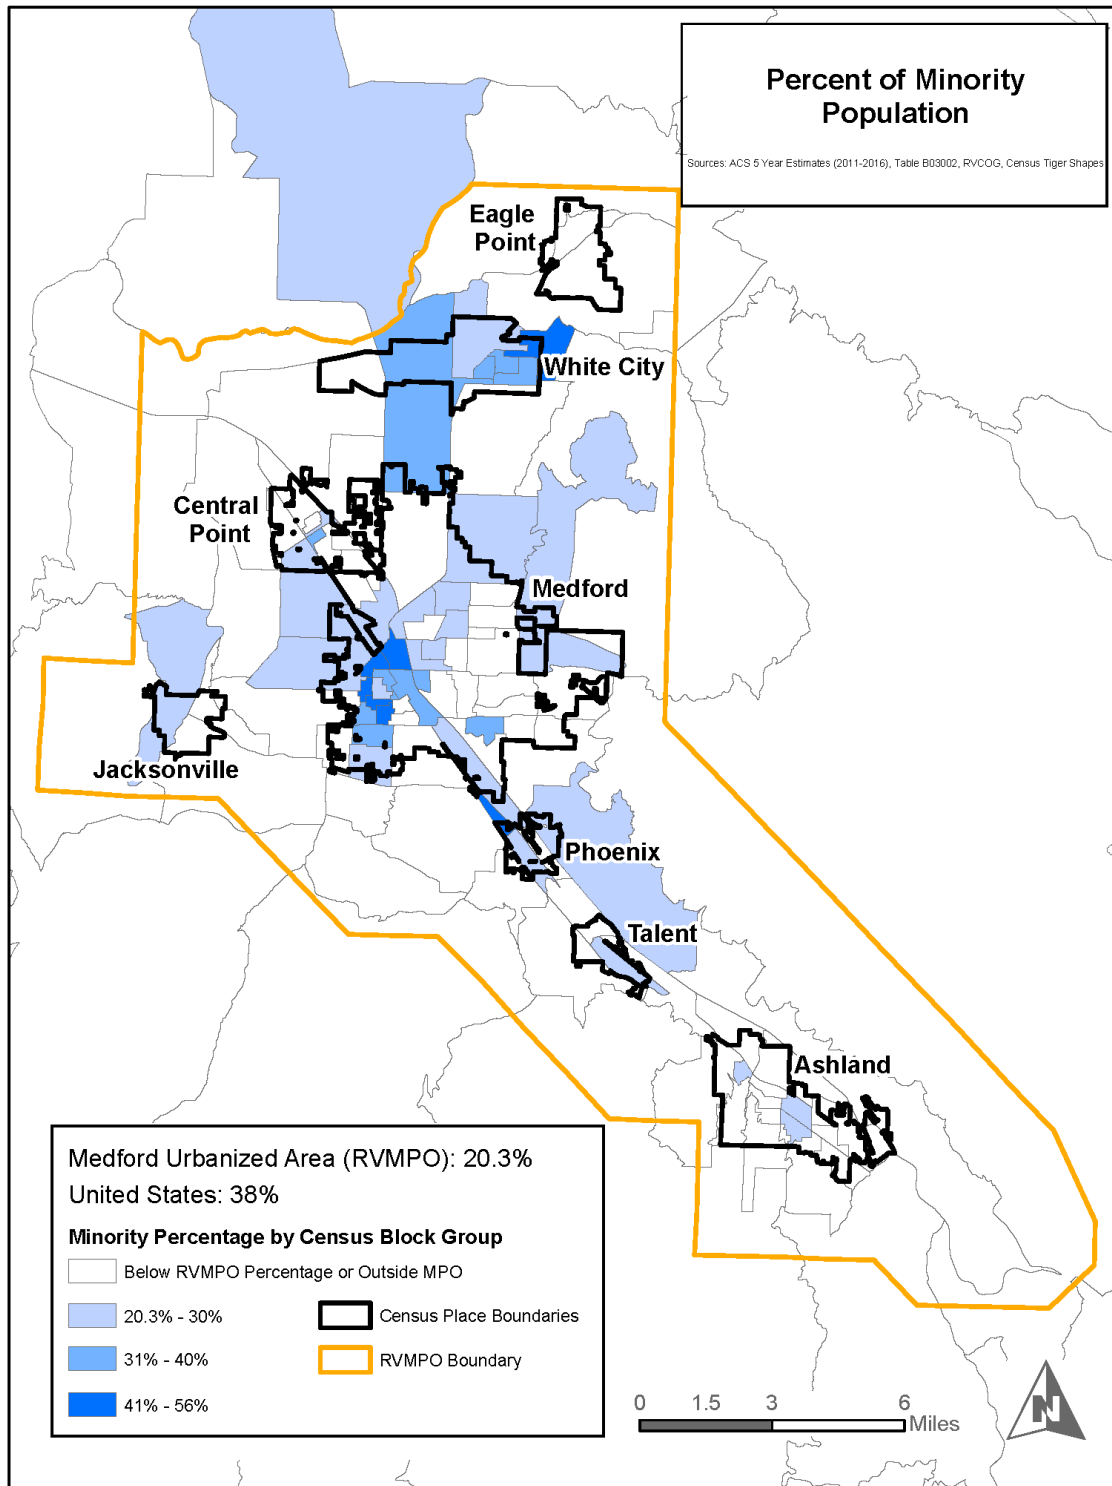 Percent of Minority
Population
Sources: ACS 5 Year Estimates (2011-2016), Table B03002, RVCOG, Census Tiger Shapes
Eagle
Point
White City
Central
Point
Medford
Jacksonville
Phoenix
Talent
Ashland
Medford Urbanized Area (RVMPO): 20.3%
United States: 38%
Minority Percentage by Census Block Group
Below RVMPO Percentage or Outside MPO
20.3% - 30%
Census Place Boundaries
31% - 40%
RVMPO Boundary
41% - 56%
0 1.5 3 6
Miles
N